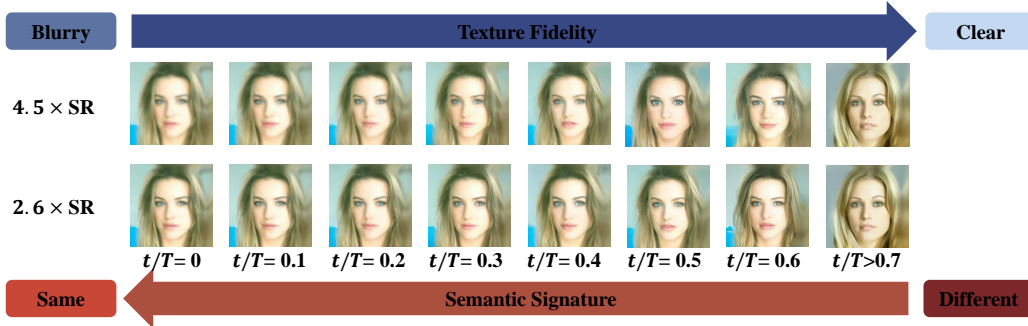 Blurry Texture Fidelity Clear
4.5 × SR
2.6 × SR
t/T= 0 t/T= 0.1 t/T= 0.2 t/T= 0.3 t/T= 0.4 t/T= 0.5 t/T= 0.6 t/T>0.7
Same Semantic Signature Different